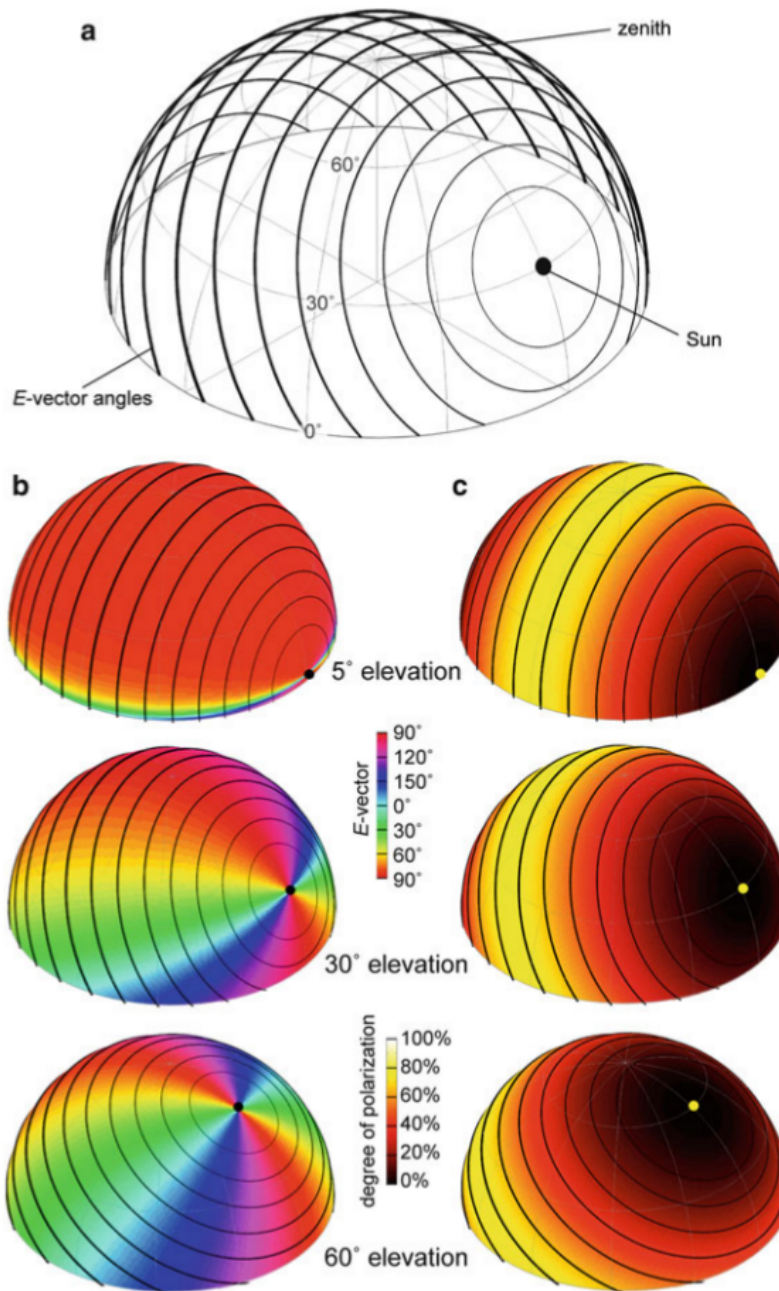 a
zenith
60°
30°
Sun
E-vector angles
0°
b
c
5° elevation
90°
120°
150°
0°
30°
60°
90°
E-vector
30° elevation
100%
80%
60%
40%
20%
0%
degree of polarization
60° elevation